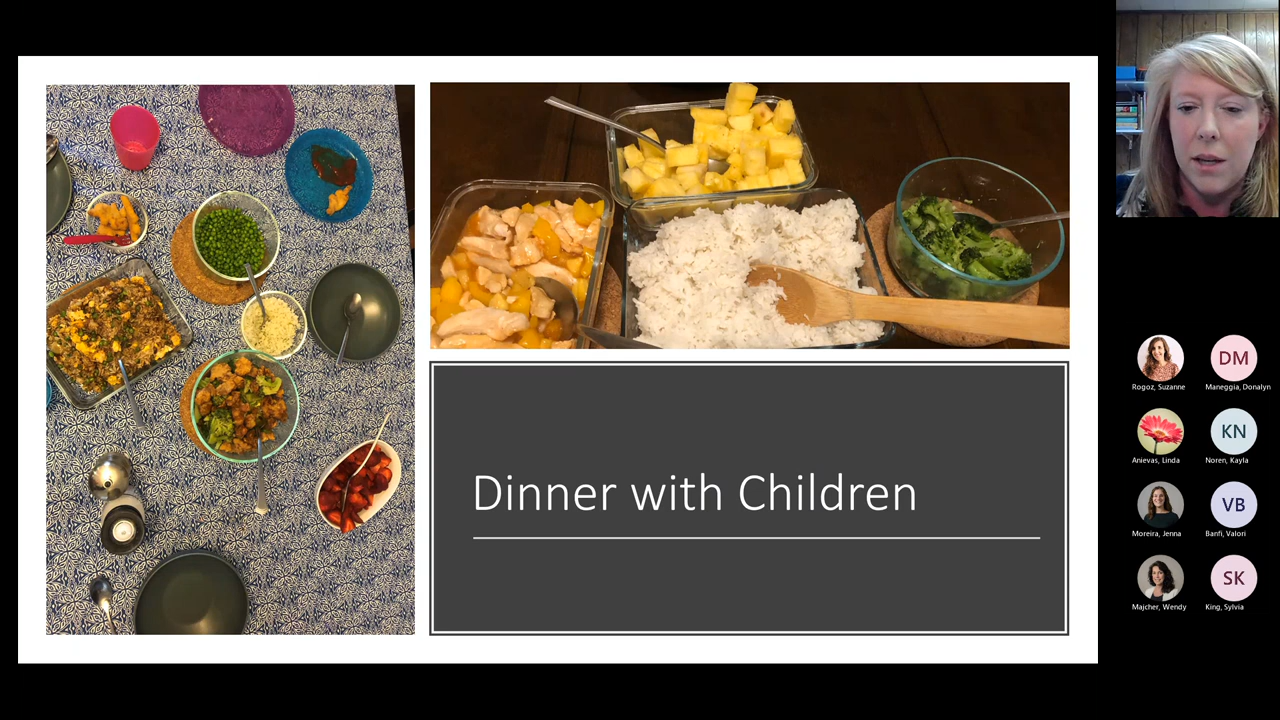 Dinner with Children
Rogoz, Suzanne
DM
Maneggia, Donalyn
Anievas, Linda
KN
Noren, Kayla
Moreira, Jenna
VB
Banfi, Valori
Majcher, Wendy
SK
King, Sylvia